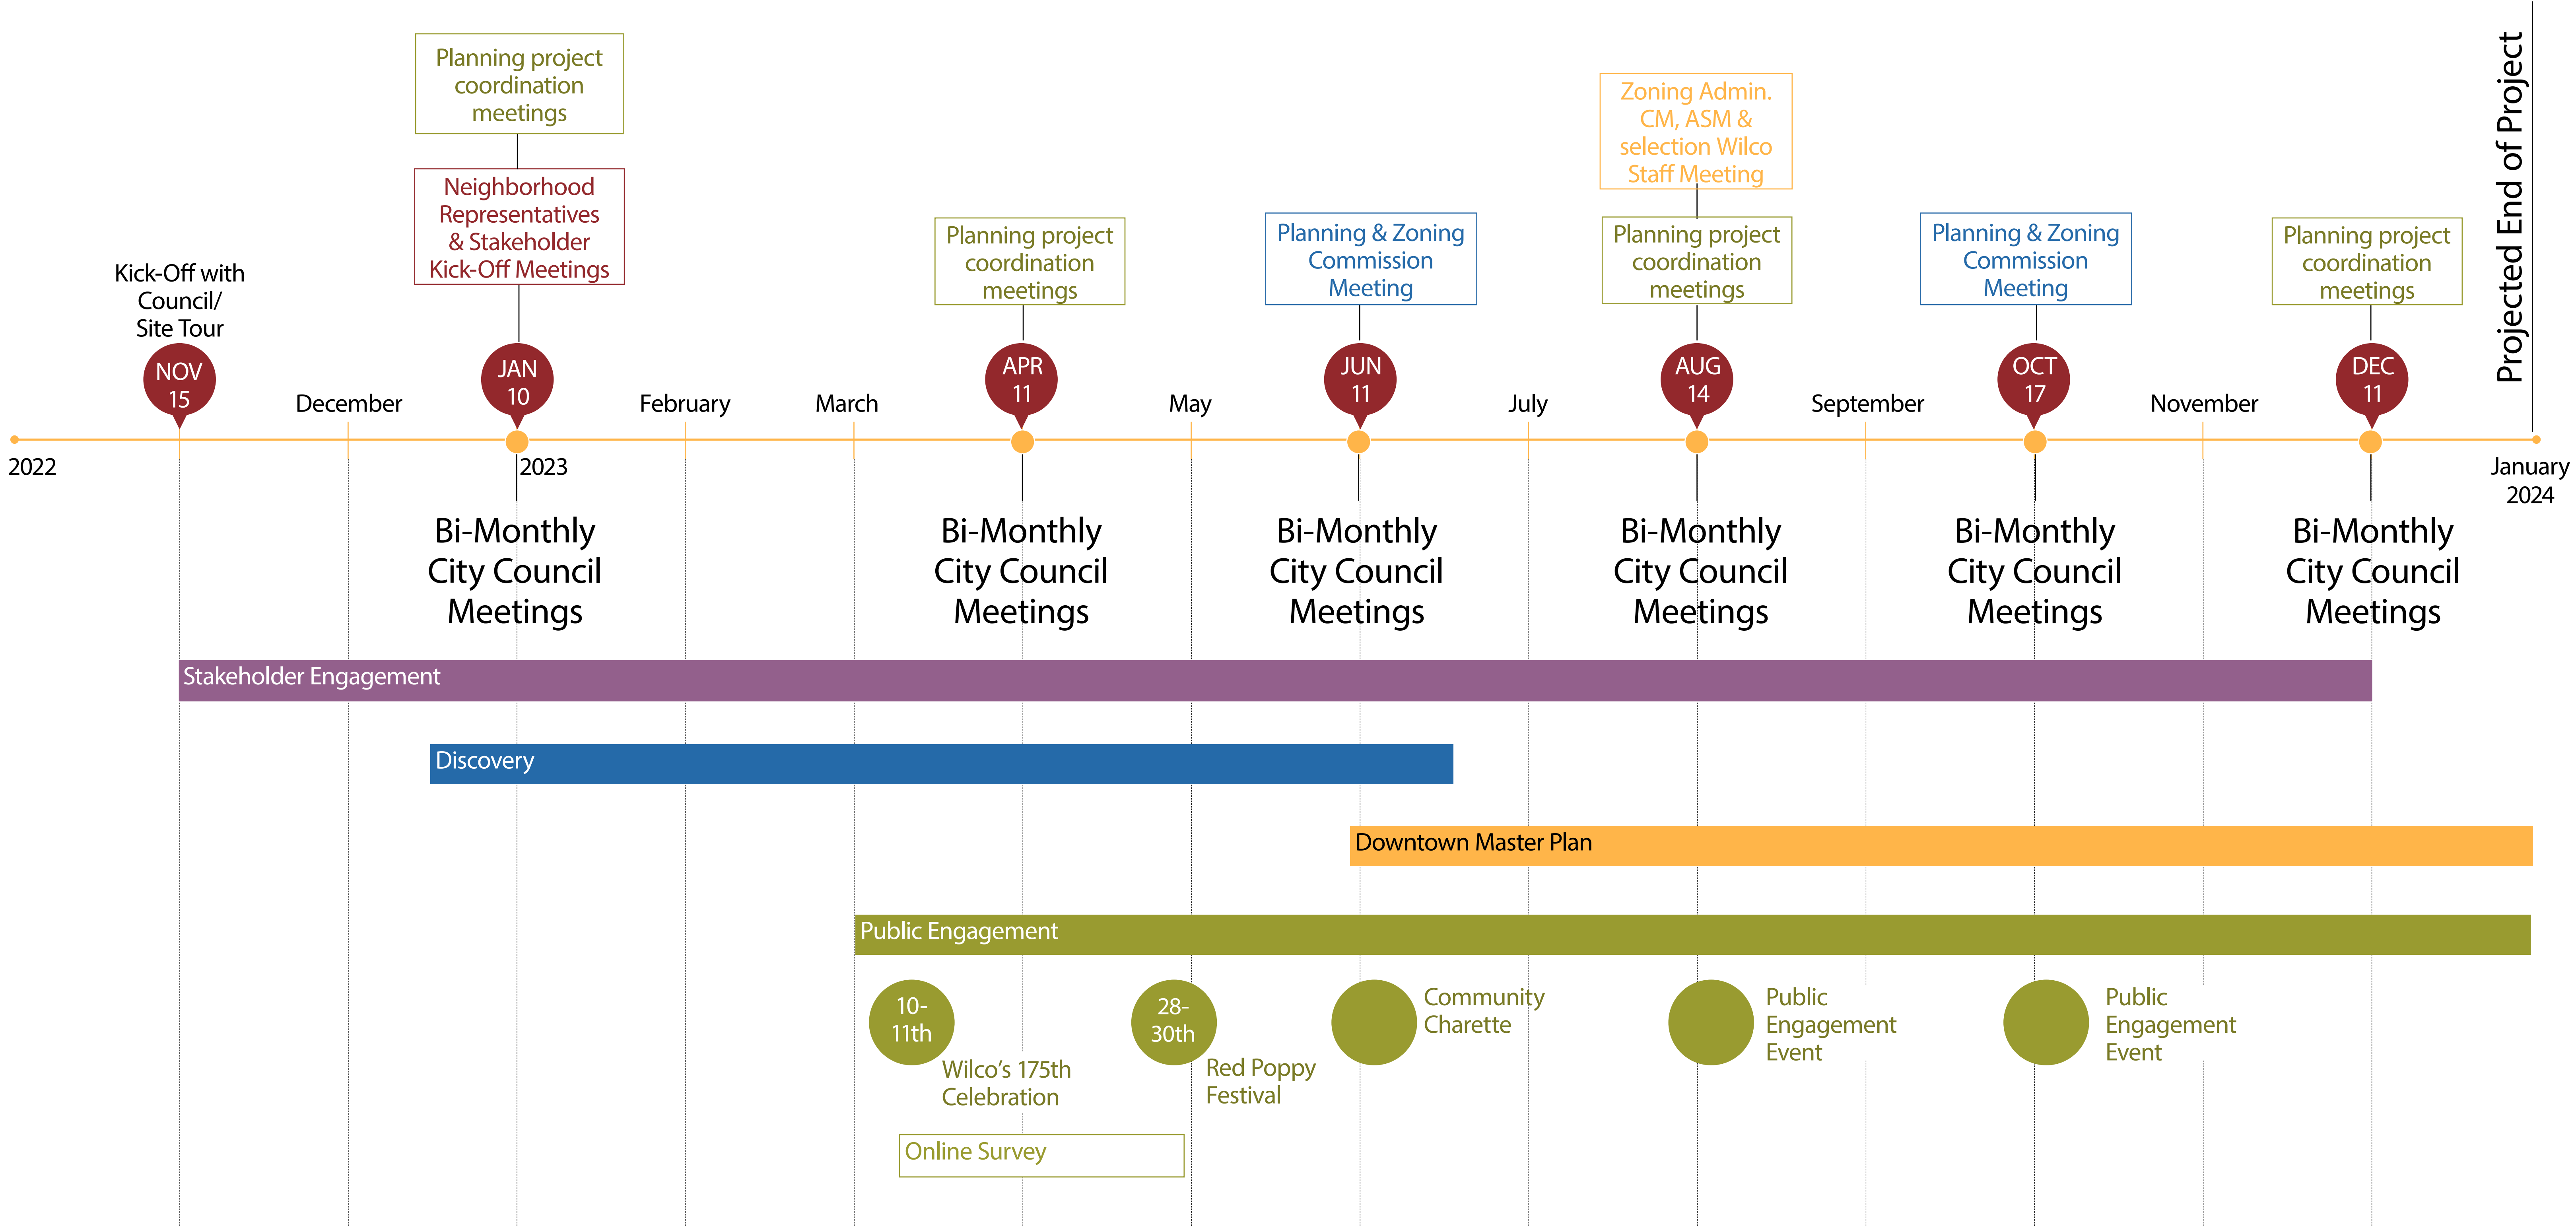 Planning project
coordination
meetings
Neighborhood
Representatives
& Stakeholder
Kick-Off Meetings
Kick-Off with
Council/
Site Tour
Planning project
coordination
meetings
Planning & Zoning
Commission
Meeting
Zoning Admin.
CM, ASM &
selection Wilco
Staff Meeting
Planning project
coordination
meetings
Planning & Zoning
Commission
Meeting
Planning project
coordination
meetings
Projected End of Project
NOV
15
December
JAN
10
February
March
APR
11
May
JUN
11
July
AUG
14
September
OCT
17
November
DEC
11
2022
2023
January
2024
Bi-Monthly
City Council
Meetings
Bi-Monthly
City Council
Meetings
Bi-Monthly
City Council
Meetings
Bi-Monthly
City Council
Meetings
Bi-Monthly
City Council
Meetings
Bi-Monthly
City Council
Meetings
Stakeholder Engagement
Discovery
Downtown Master Plan
Public Engagement
10-
11th
Wilco’s 175th
Celebration
28-
30th
Red Poppy
Festival
Community
Charette
Public
Engagement
Event
Public
Engagement
Event
Online Survey